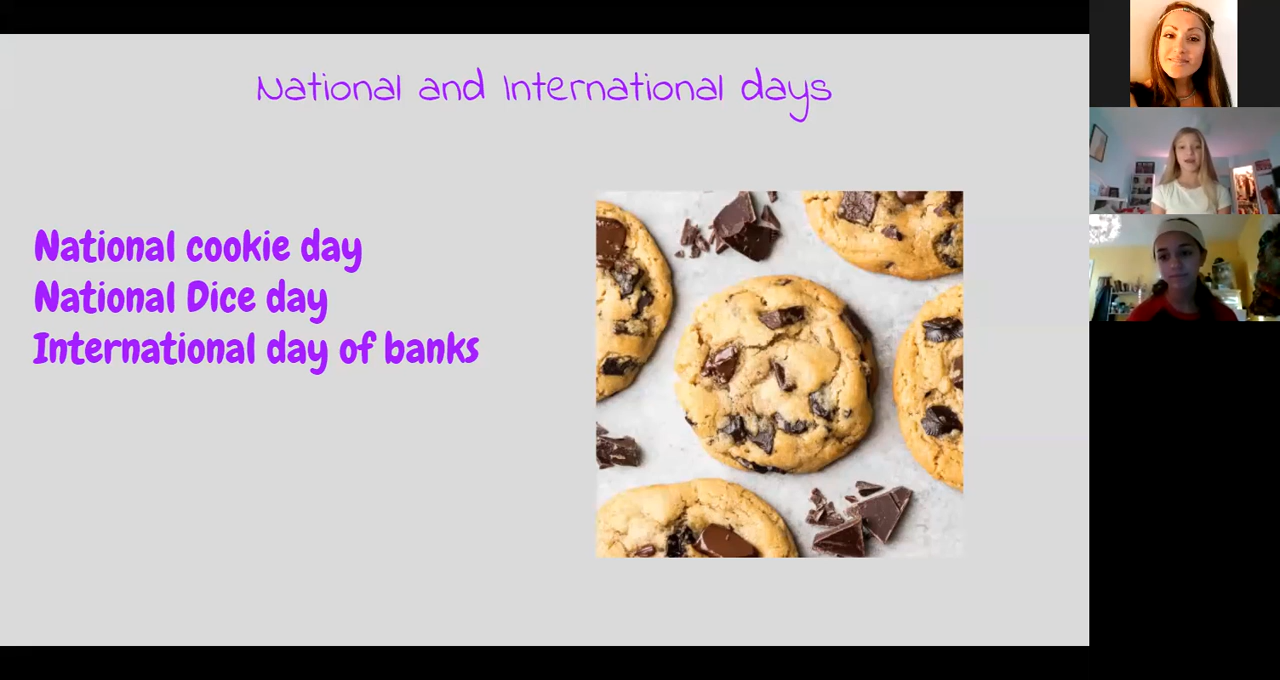 National and International days
National cookie day
National Dice day
International day of banks